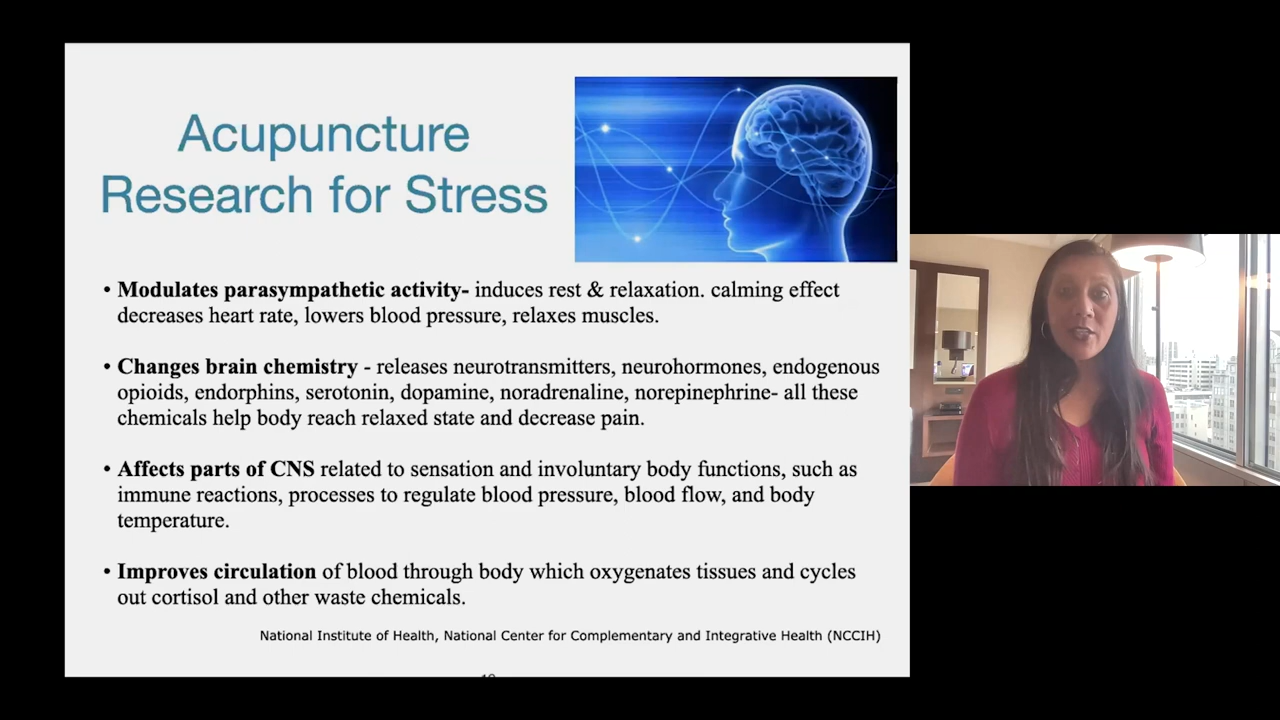 Acupuncture
Research for Stress
• Modulates parasympathetic activity- induces rest & relaxation. calming effect
decreases heart rate, lowers blood pressure, relaxes muscles.
• Changes brain chemistry - releases neurotransmitters, neurohormones, endogenous
opioids, endorphins, serotonin, dopamine, noradrenaline, norepinephrine- all these
chemicals help body reach relaxed state and decrease pain.
• Affects parts of CNS related to sensation and involuntary body functions, such as
immune reactions, processes to regulate blood pressure, blood flow, and body
temperature.
• Improves circulation of blood through body which oxygenates tissues and cycles
out cortisol and other waste chemicals.
National Institute of Health, National Center for Complementary and Integrative Health (NCCIH)